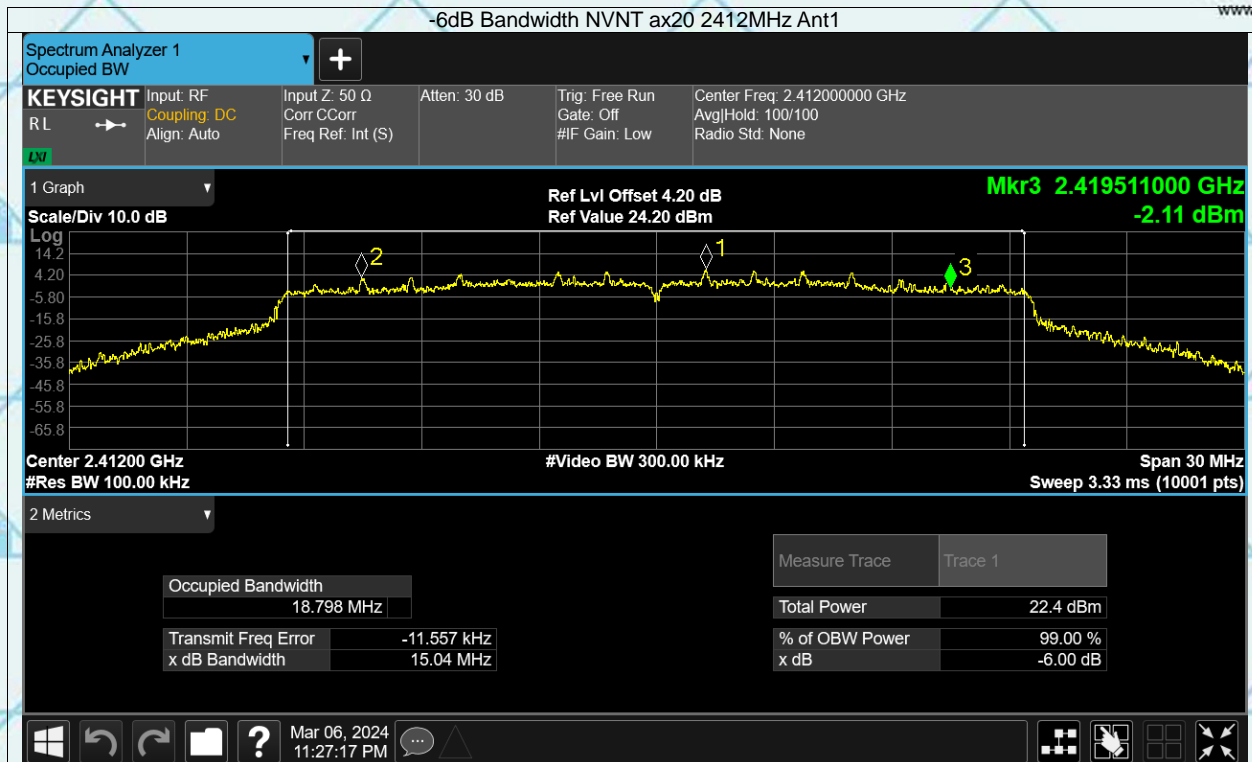 -6dB Bandwidth NVNT ax20 2412MHz Ant1
www
Spectrum Analyzer 1
Occupied BW
+
KEYSIGHT
R L
LXI
Input: RF
Coupling: DC
Align: Auto
Input Z: 50 Ω
Corr CCorr
Freq Ref: Int (S)
Atten: 30 dB
Trig: Free Run
Gate: Off
#IF Gain: Low
Center Freq: 2.412000000 GHz
Avg|Hold: 100/100
Radio Std: None
1 Graph
Scale/Div 10.0 dB
Ref Lvl Offset 4.20 dB
Ref Value 24.20 dBm
Mkr3 2.419511000 GHz
-2.11 dBm
Log
14.2
4.20
-5.80
-15.8
-25.8
-35.8
-45.8
-55.8
-65.8
2
1
3
Center 2.41200 GHz
#Video BW 300.00 kHz
Span 30 MHz
#Res BW 100.00 kHz
Sweep 3.33 ms (10001 pts)
2 Metrics
Occupied Bandwidth
18.798 MHz
Transmit Freq Error -11.557 kHz
x dB Bandwidth 15.04 MHz
Measure Trace Trace 1
Total Power 22.4 dBm
% of OBW Power 99.00 %
x dB -6.00 dB
?
Mar 06, 2024
11:27:17 PM